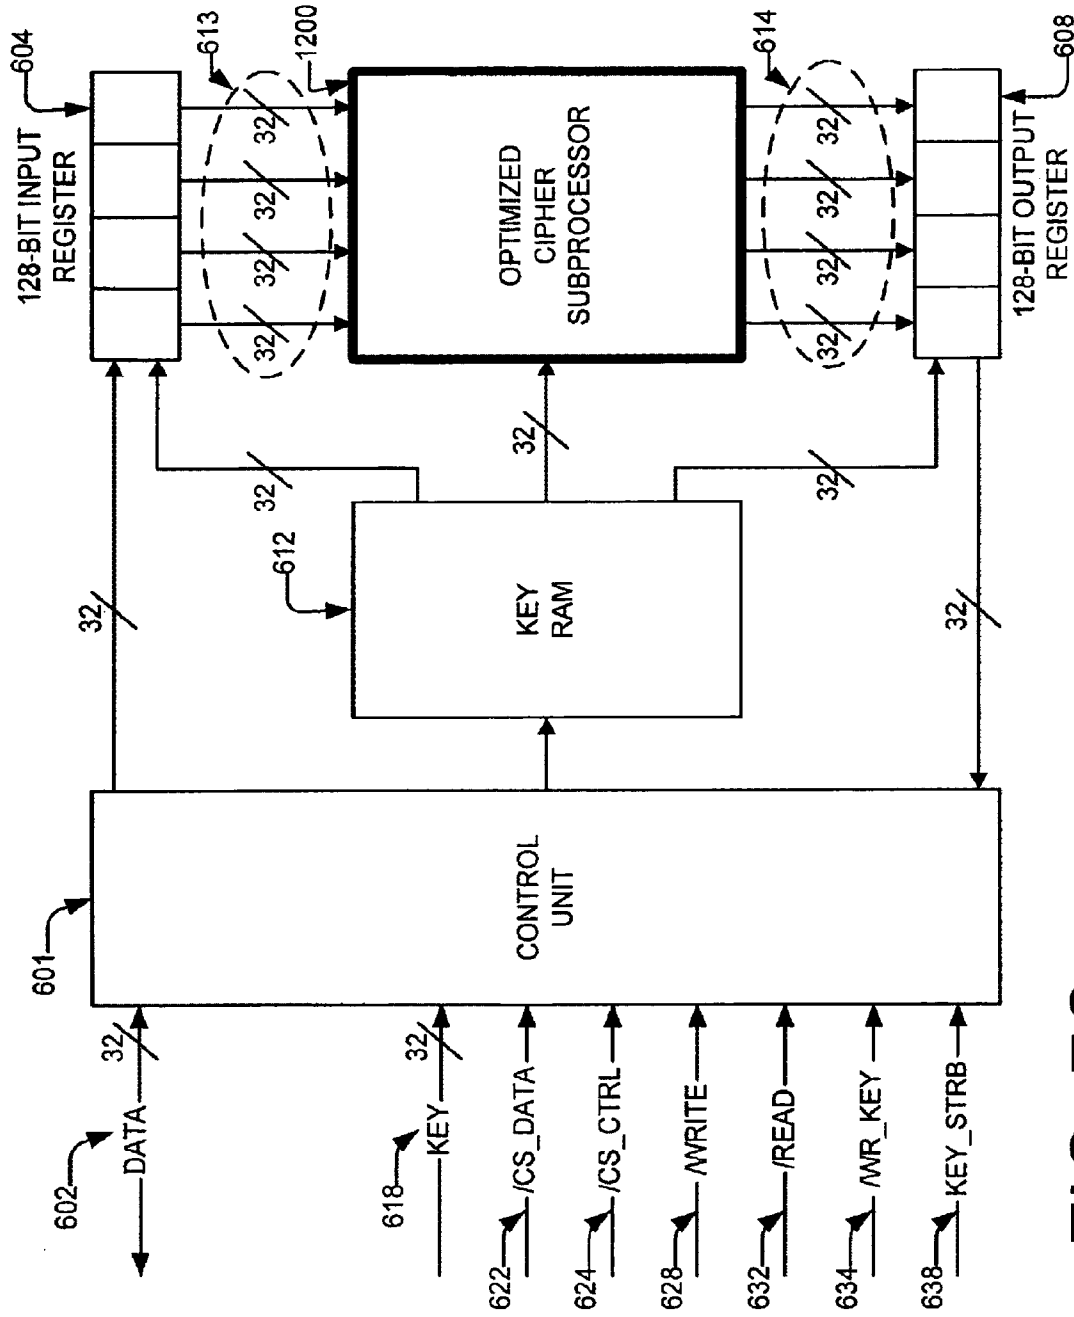 602
DATA
32
618
KEY
32
622
/CS_DATA
624
/CS_CTRL
628
/WRITE
632
/READ
634
/WR_KEY
638
KEY_STRB
601
CONTROL
UNIT
32
32
612
KEY
RAM
32
32
32
604
128-BIT INPUT
REGISTER
613
32
32
32
32
1200
OPTIMIZED
CIPHER
SUBPROCESSOR
614
32
32
32
32
128-BIT OUTPUT
REGISTER
608